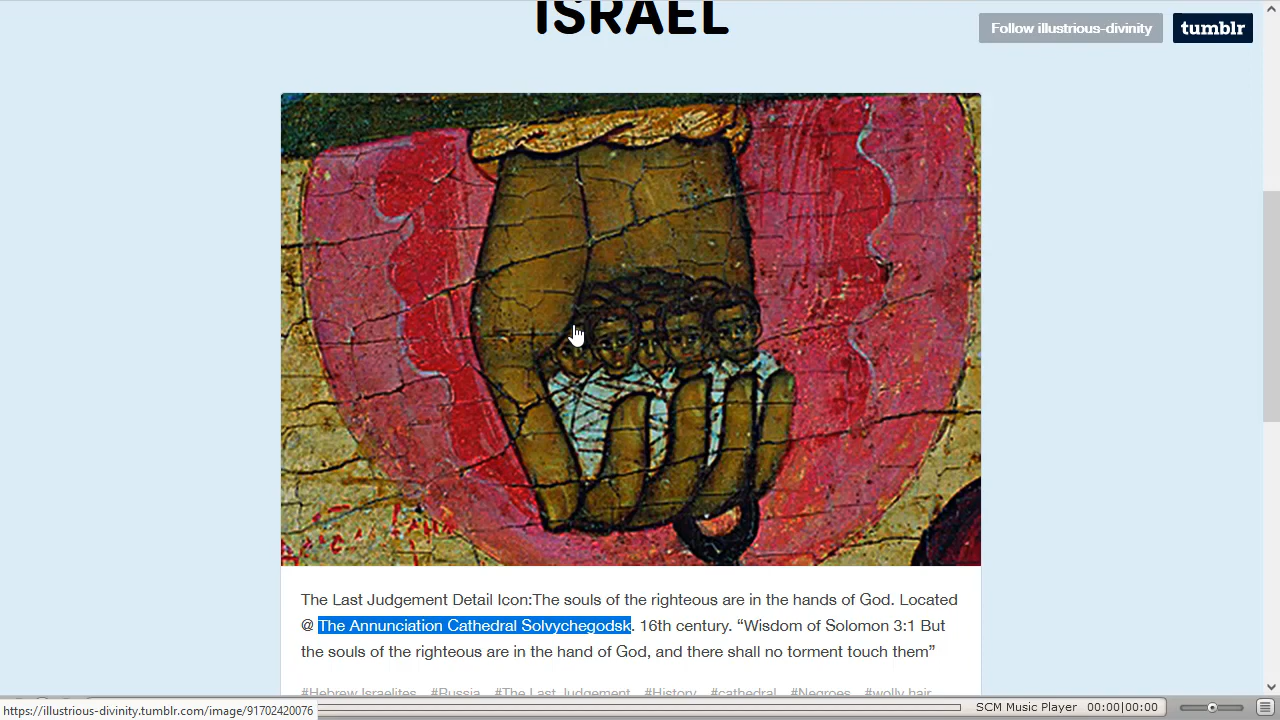 ISRAEL
Follow illustrious-divinity
tumblr
The Last Judgement Detail Icon:The souls of the righteous are in the hands of God. Located
@ The Annunciation Cathedral Solvychegodsk. 16th century. “Wisdom of Solomon 3:1 But
the souls of the righteous are in the hand of God, and there shall no torment touch them”
#Hebrew Israelites #Russia #The Last Judgement #History #cathedral #Negroes #wolly hair
https://illustrious-divinity.tumblr.com/image/91702420076
SCM Music Player 00:00|00:00